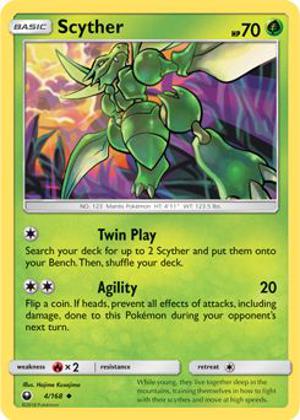 BASIC Scyther HP70
NO. 123 Mantis Pokémon HT: 4'11" WT: 123.5 lbs.
Twin Play
Search your deck for up to 2 Scyther and put them onto
your Bench. Then, shuffle your deck.
Agility 20
Flip a coin. If heads, prevent all effects of attacks, including
damage, done to this Pokémon during your opponent's
next turn.
weakness × 2 resistance retreat
Illus. Hajime Kusajima
4/168
©2018 Pokémon
While young, they live together deep in
the mountains, training themselves in how to fight
with their scythes and move at high speeds.